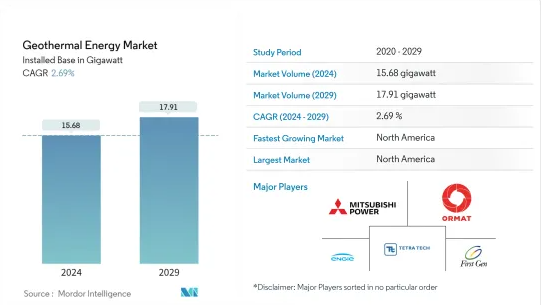 Geothermal Energy Market
Installed Base in Gigawatt
CAGR 2.69%
15.68
17.91
2024
2029
Source : Mordor Intelligence
Study Period 2020 - 2029
Market Volume (2024) 15.68 gigawatt
Market Volume (2029) 17.91 gigawatt
CAGR (2024 - 2029) 2.69 %
Fastest Growing Market North America
Largest Market North America
Major Players
MITSUBISHI
POWER
ORMAT
ENGIE
TETRA TECH
First Gen
*Disclaimer: Major Players sorted in no particular order